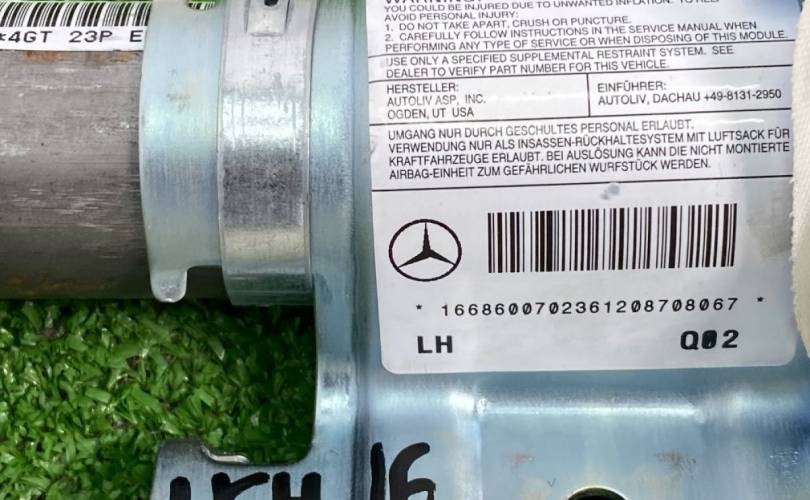 *4GT 23P E
YOU COULD BE INJURED DUE TO UNWANTED INFLATION. TO HELP
AVOID PERSONAL INJURY:
1. DO NOT TAKE APART, CRUSH OR PUNCTURE.
2. CAREFULLY FOLLOW INSTRUCTIONS IN THE SERVICE MANUAL WHEN
PERFORMING ANY TYPE OF SERVICE OR WHEN DISPOSING OF THIS MODULE.
USE ONLY A SPECIFIED SUPPLEMENTAL RESTRAINT SYSTEM. SEE
DEALER TO VERIFY PART NUMBER FOR THIS VEHICLE.
HERSTELLER:
AUTOLIV ASP, INC.
OGDEN, UT USA
EINFÜHRER:
AUTOLIV, DACHAU +49-8131-2950
UMGANG NUR DURCH GESCHULTES PERSONAL ERLAUBT.
VERWENDUNG NUR ALS INSASSEN-RÜCKHALTESYSTEM MIT LUFTSACK FÜR
KRAFTFAHRZEUGE ERLAUBT. BEI AUSLÖSUNG KANN DIE NICHT MONTIERTE
AIRBAG-EINHEIT ZUM GEFÄHRLICHEN WURFSTÜCK WERDEN.
* 1668600702361208708067 *
LH Q02
16